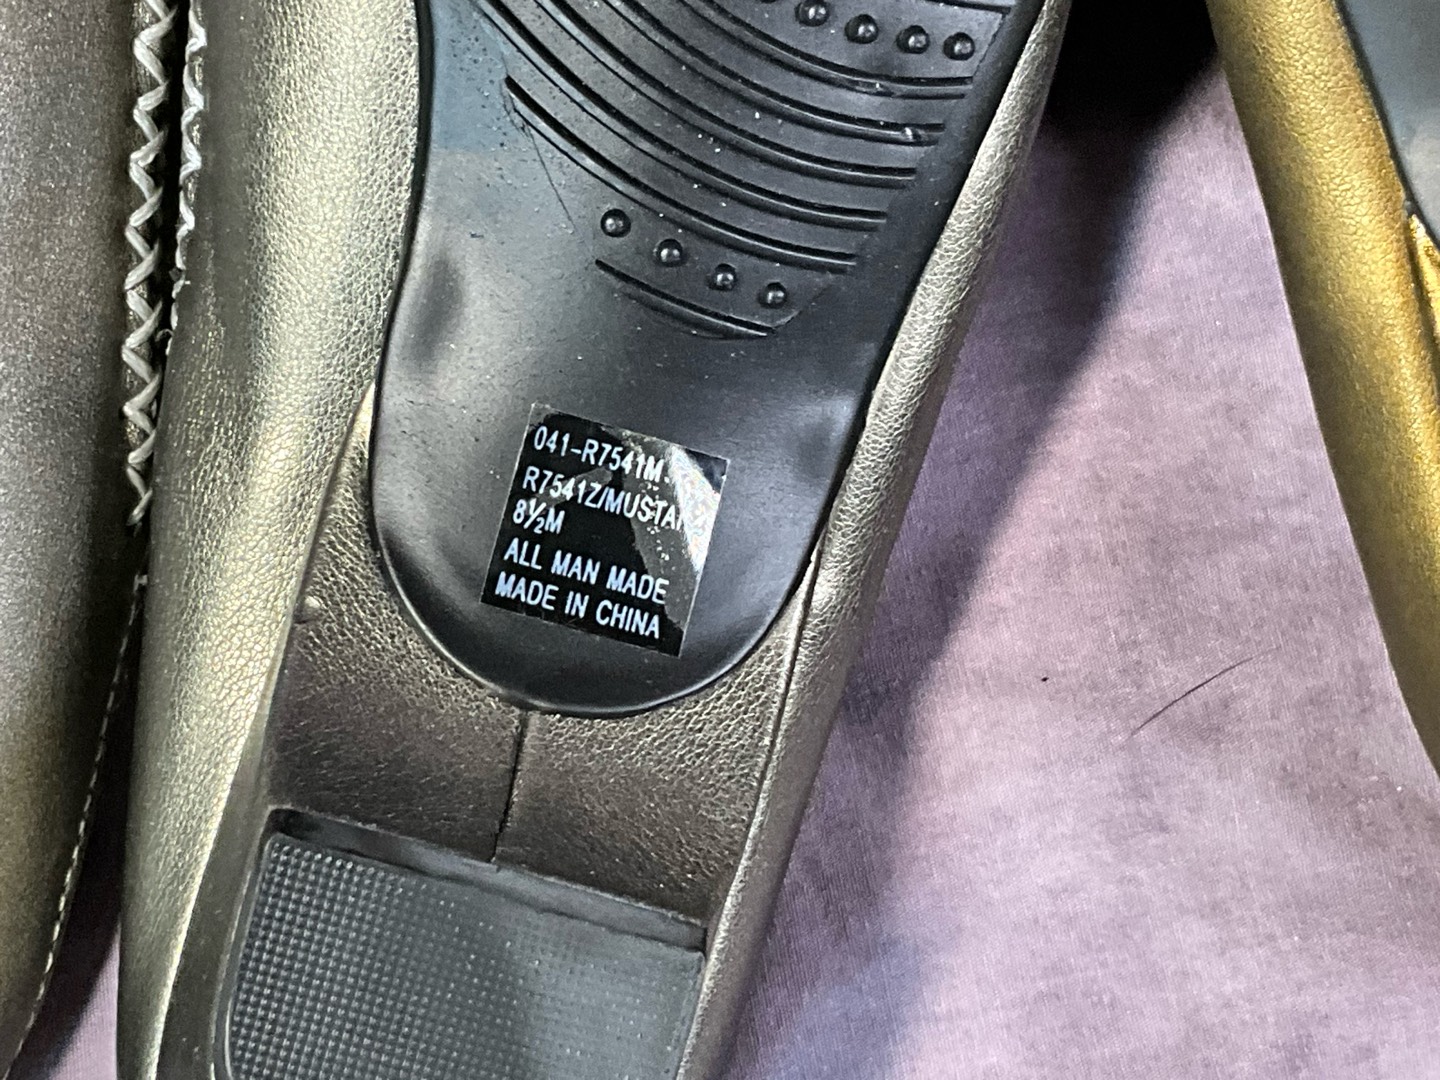 041-R7541M
R7541Z/MUSTA
8½M
ALL MAN MADE
MADE IN CHINA